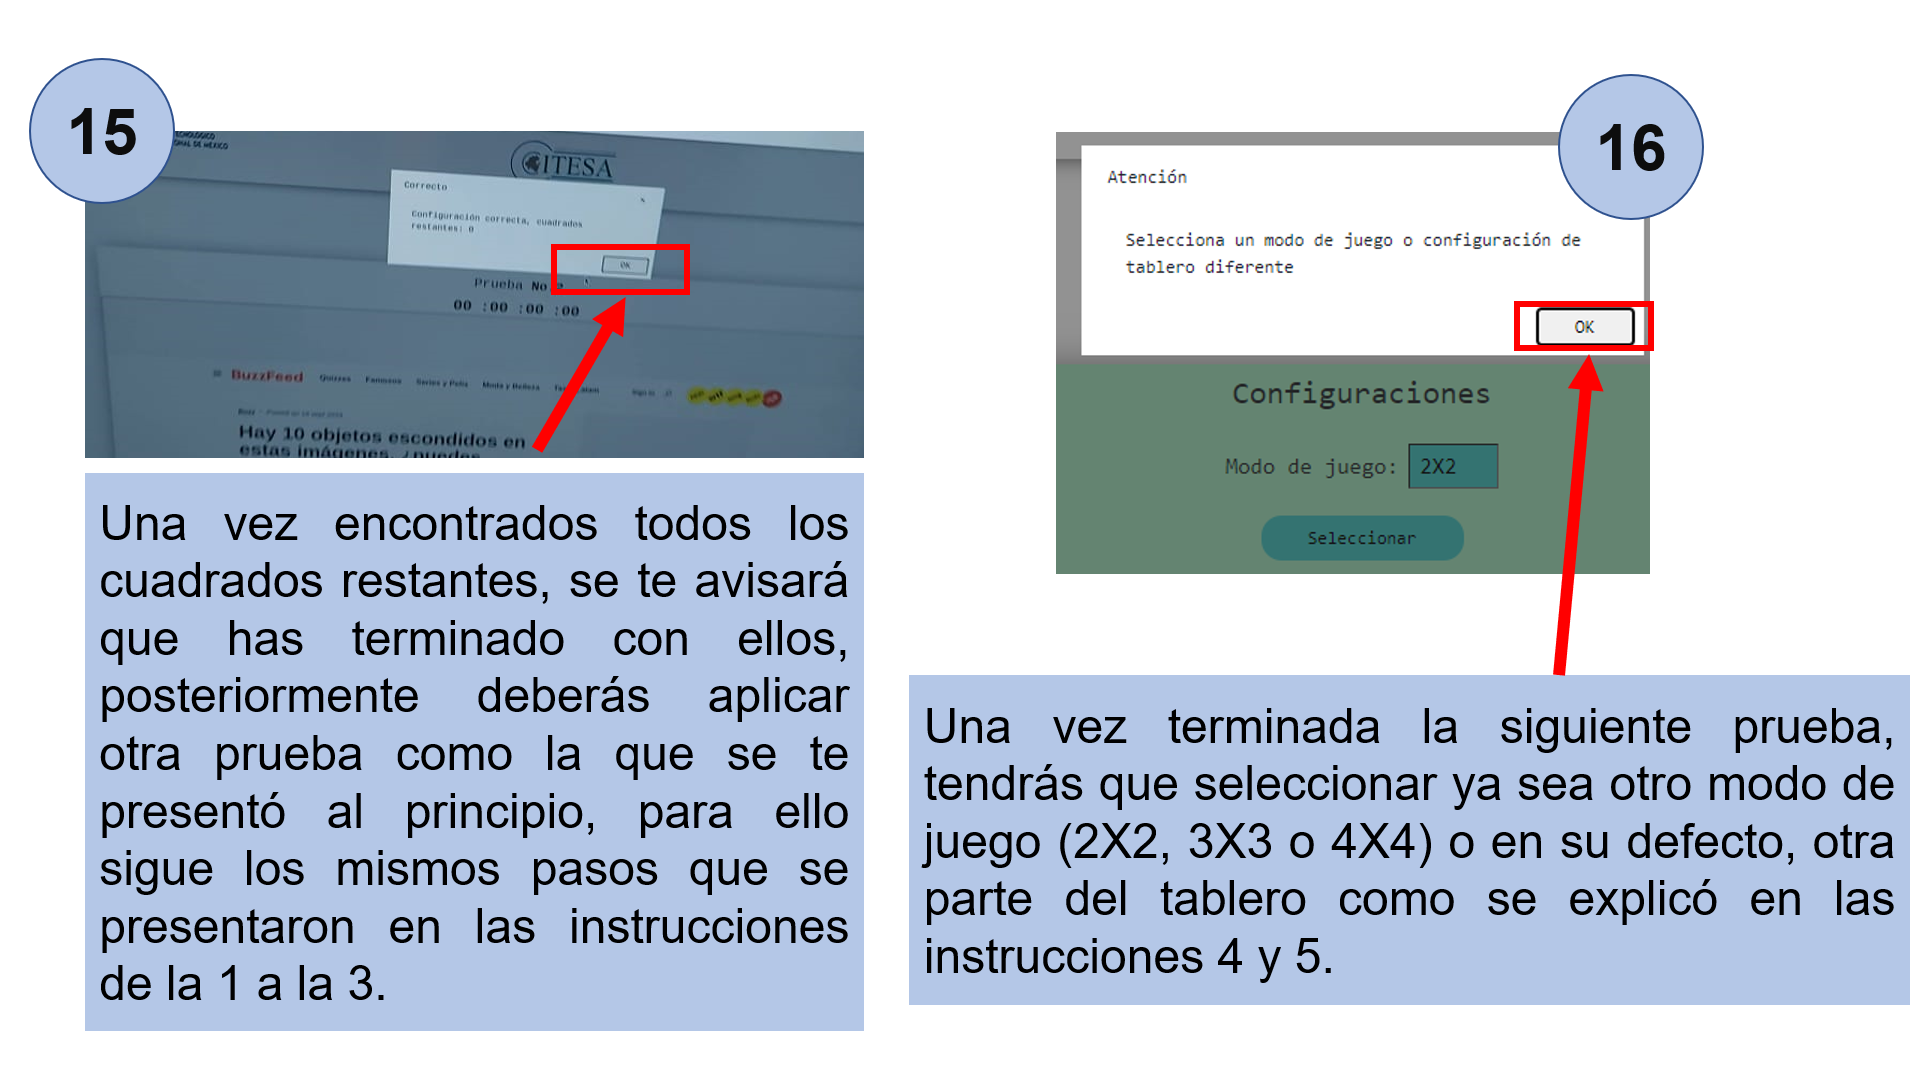 15
ITESA
Correcto
Configuración correcta, cuadrados
restantes: 0
OK
Prueba No
00 :00 :00 :00
BuzzFeed Quizzes Famosos Series y Pelis Moda y Belleza
Hay 10 objetos escondidos en
estas imágenes, ¿puedes
Una vez encontrados todos los
cuadrados restantes, se te avisará
que has terminado con ellos,
posteriormente deberás aplicar
otra prueba como la que se te
presentó al principio, para ello
sigue los mismos pasos que se
presentaron en las instrucciones
de la 1 a la 3.
16
Atención
Selecciona un modo de juego o configuración de
tablero diferente
OK
Configuraciones
Modo de juego: 2X2
Seleccionar
Una vez terminada la siguiente prueba,
tendrás que seleccionar ya sea otro modo de
juego (2X2, 3X3 o 4X4) o en su defecto, otra
parte del tablero como se explicó en las
instrucciones 4 y 5.